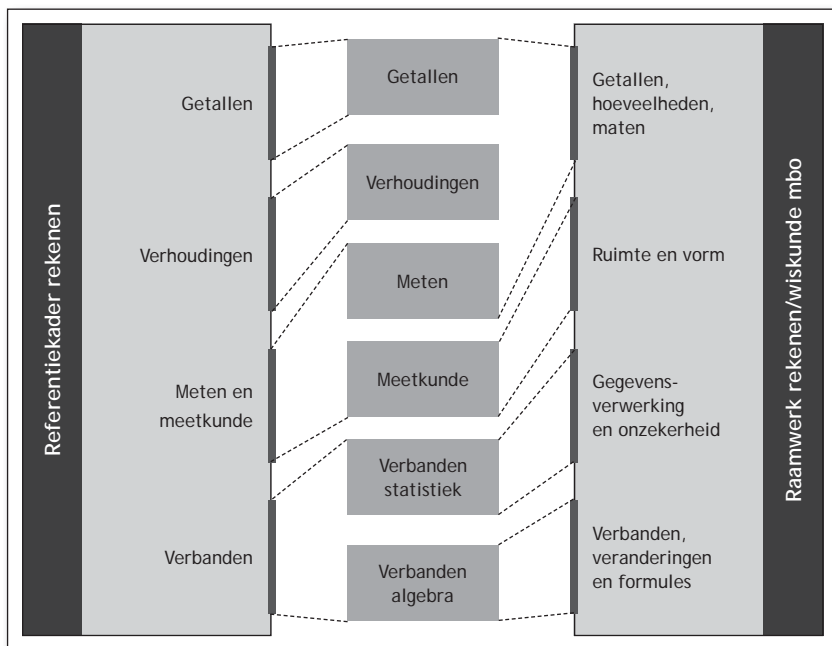 Referentiekader rekenen
Getallen
Verhoudingen
Meten en
meetkunde
Verbanden
Getallen
Verhoudingen
Meten
Meetkunde
Verbanden
statistiek
Verbanden
algebra
Getallen,
hoeveelheden,
maten
Ruimte en vorm
Gegevens-
verwerking
en onzekerheid
Verbanden,
veranderingen
en formules
Raamwerk rekenen/wiskunde mbo